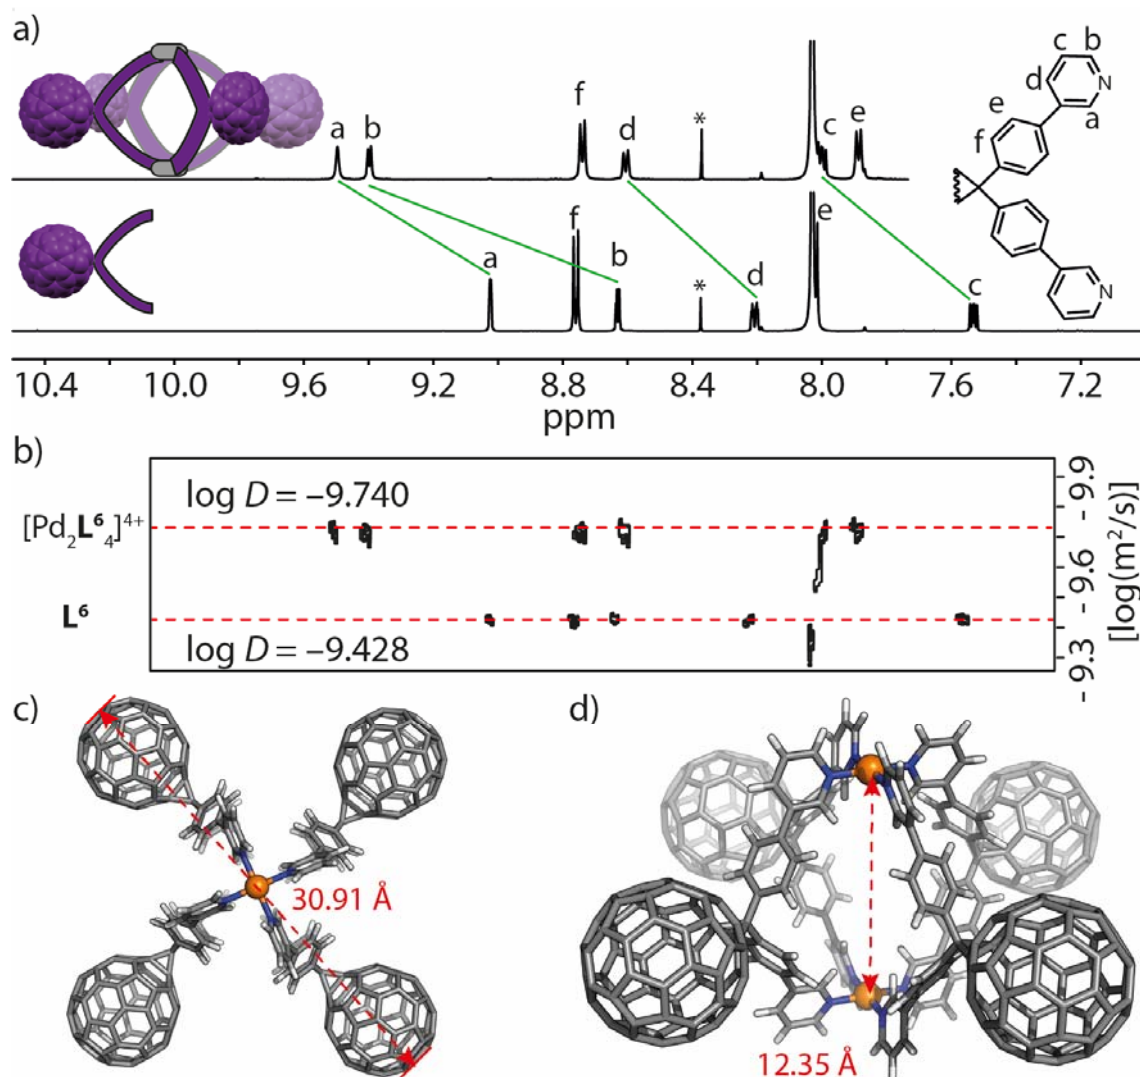 a)
c
b
d
N
e
a
f
f
a
b
d
*
c
e
N
f
e
a
b
*
d
c
10.4 10.0 9.6 9.2 8.8 8.4 8.0 7.6 7.2
ppm
b)
log D = –9.740
[Pd₂L⁶₄]⁴⁺
L⁶
log D = –9.428
- -9.9
- -9.6
- -9.3
[log(m²/s)]
c)
30.91 Å
d)
12.35 Å